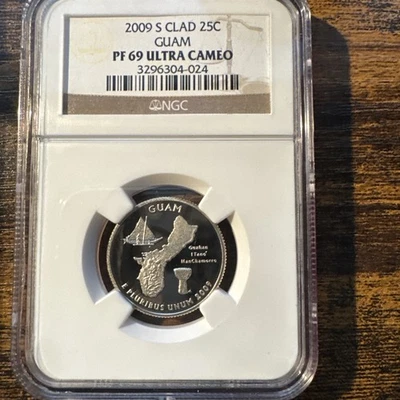 2009 S CLAD 25C
GUAM
PF 69 ULTRA CAMEO
3296304-024
NGC
GUAM
Guahan
I Tano'
ManChamorro
E PLURIBUS UNUM 2009